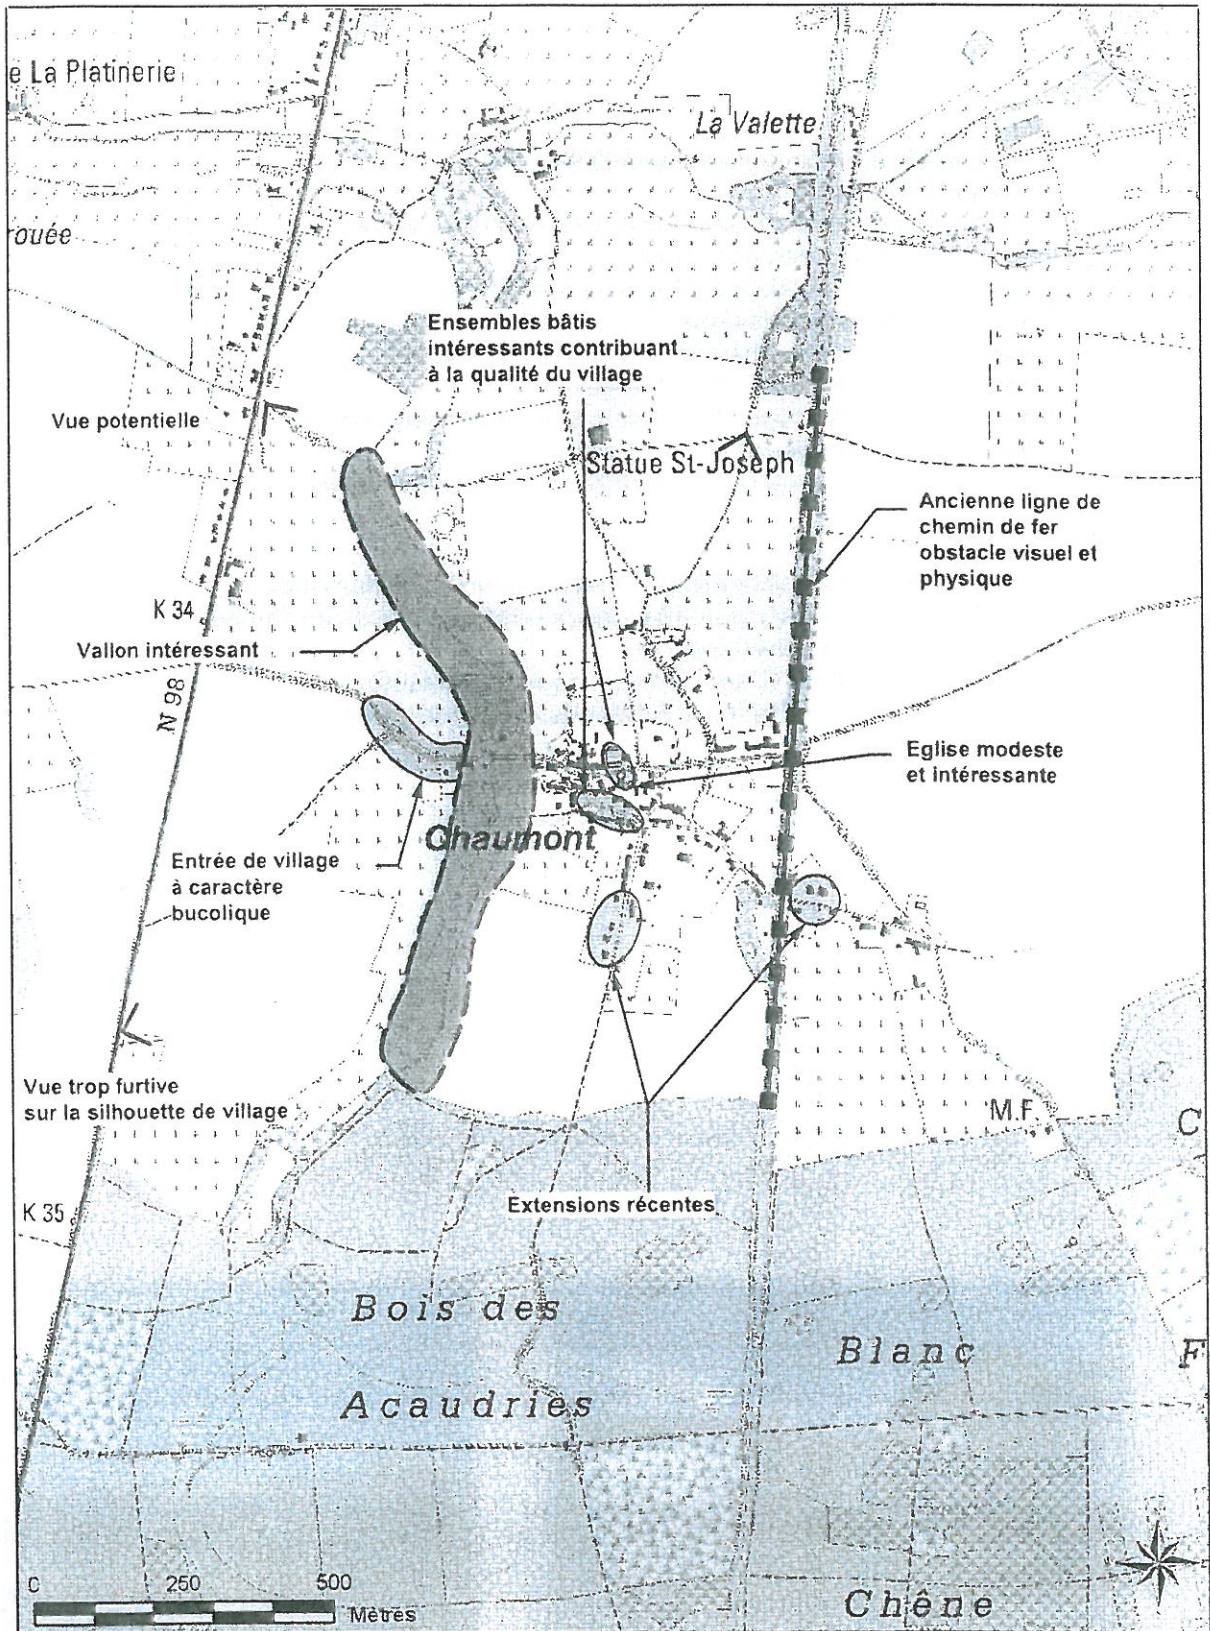 e La Platinerie
La Valette
ouée
Ensembles bâtis
intéressants contribuant
à la qualité du village
Vue potentielle
Statue St-Joseph
Ancienne ligne de
chemin de fer
obstacle visuel et
physique
K 34
Vallon intéressant
N 98
Eglise modeste
et intéressante
Chaumont
Entrée de village
à caractère
bucolique
Vue trop furtive
sur la silhouette de village
M.F.
C
K 35
Extensions récentes
Bois des
Blanc
F
Acaudries
0 250 500
Mètres
Chêne